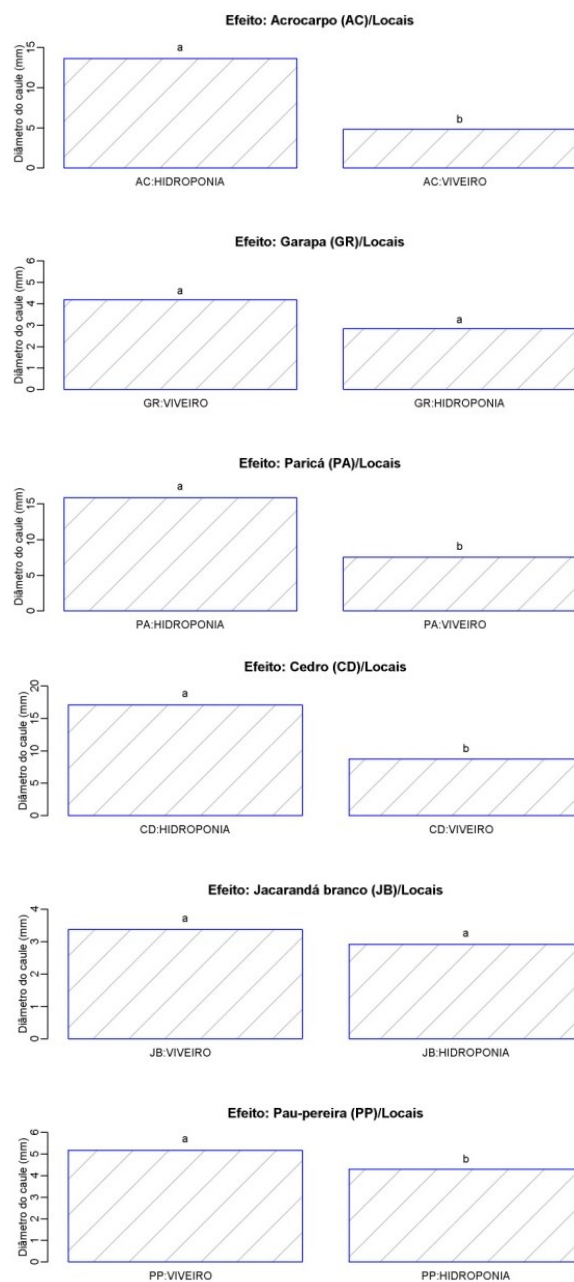 Efeito: Acrocarpo (AC)/Locais
Diâmetro do caule (mm)
15
10
5
0
a
b
AC:HIDROPONIA
AC:VIVEIRO
Efeito: Garapa (GR)/Locais
Diâmetro do caule (mm)
6
5
4
3
2
1
0
a
a
GR:VIVEIRO
GR:HIDROPONIA
Efeito: Paricá (PA)/Locais
Diâmetro do caule (mm)
15
10
5
0
a
b
PA:HIDROPONIA
PA:VIVEIRO
Efeito: Cedro (CD)/Locais
Diâmetro do caule (mm)
20
15
10
5
0
a
b
CD:HIDROPONIA
CD:VIVEIRO
Efeito: Jacarandá branco (JB)/Locais
Diâmetro do caule (mm)
4
3
2
1
0
a
a
JB:VIVEIRO
JB:HIDROPONIA
Efeito: Pau-pereira (PP)/Locais
Diâmetro do caule (mm)
6
5
4
3
2
1
0
a
b
PP:VIVEIRO
PP:HIDROPONIA